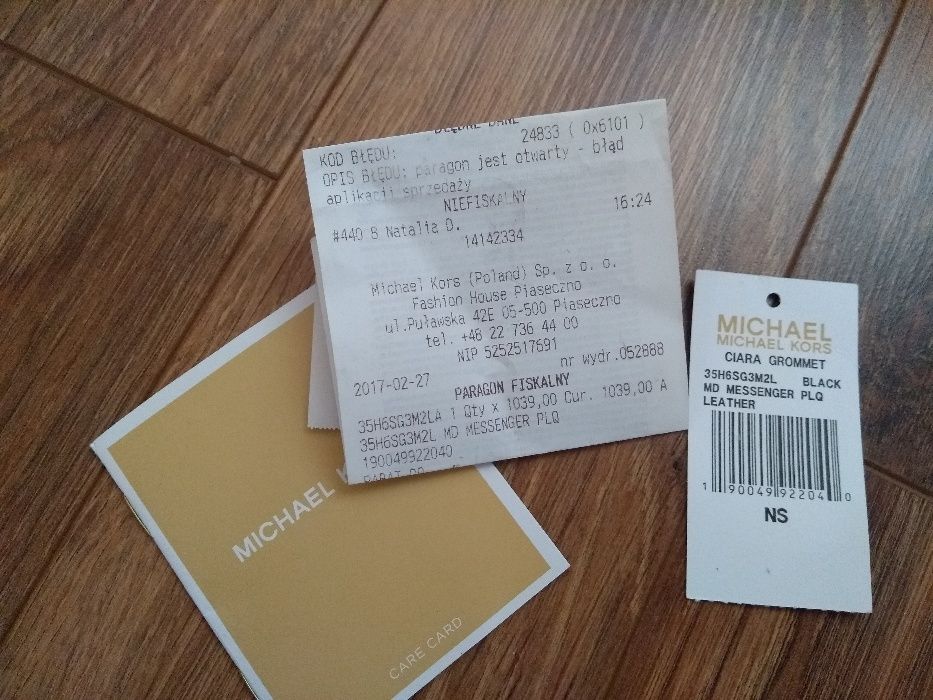 BŁĘDNE DANE
KOD BŁĘDU: 24833 ( 0x6101 )
OPIS BŁĘDU: paragon jest otwarty - błąd
aplikacji sprzedaży
NIEFISKALNY
#440 8 Natalia D. 16:24
14142334
Michael Kors (Poland) Sp. z o. o.
Fashion House Piaseczno
ul.Puławska 42E 05-500 Piaseczno
tel. +48 22 736 44 00
NIP 5252517691
2017-02-27 nr wydr.052888
PARAGON FISKALNY
35H6SG3M2LA 1 Qty x 1039,00 Cur. 1039,00 A
35H6SG3M2L MD MESSENGER PLQ
190049922040
MICHAEL
CARE CARD
MICHAEL
MICHAEL KORS
CIARA GROMMET
35H6SG3M2L BLACK
MD MESSENGER PLQ
LEATHER
1 90049 92204 0
NS